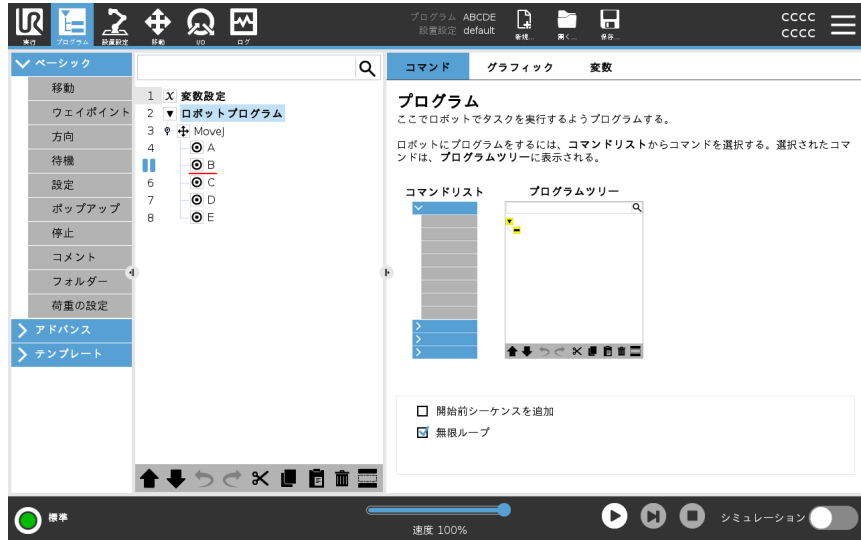 UR
実行
プログラム
設置設定
移動
I/O
ログ
プログラム ABCDE
設置設定 default
新規...
開く...
保存...
CCCC
CCCC
ベーシック
移動
ウェイポイント
方向
待機
設定
ポップアップ
停止
コメント
フォルダー
荷重の設定
アドバンス
テンプレート
1 X 変数設定
2 ▼ ロボットプログラム
3 MoveJ
4 A
B
6 C
7 D
8 E
コマンド グラフィック 変数
プログラム
ここでロボットでタスクを実行するようプログラムする。
ロボットにプログラムをするには、コマンドリストからコマンドを選択する。選択されたコマ
ンドは、プログラムツリーに表示される。
コマンドリスト プログラムツリー
開始前シーケンスを追加
無限ループ
標準
速度 100%
シミュレーション